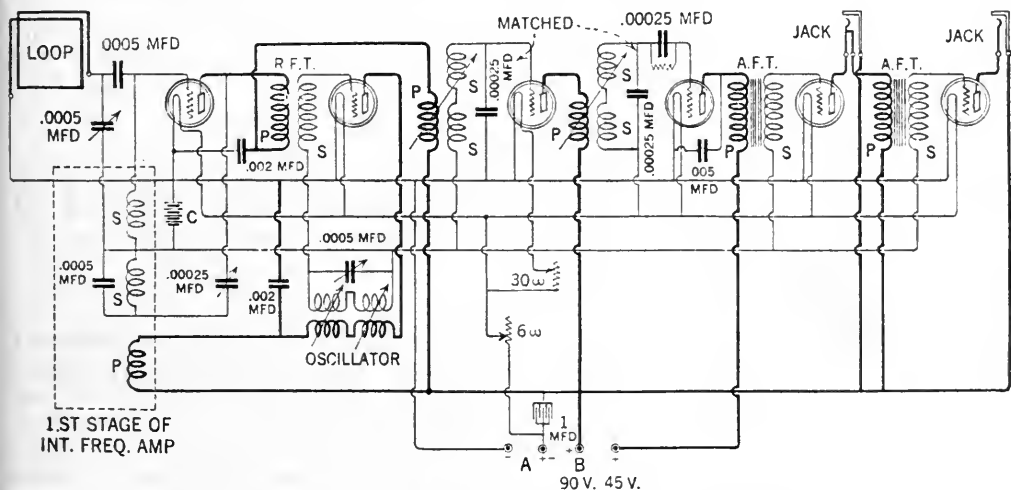 LOOP
.0005 MFD
.0005
MFD
C
.002 MFD
R.F.T.
P
S
P
S
S
.00025
MFD
MATCHED
P
.00025 MFD
S
S
.00025 MFD
.005
MFD
A.F.T.
P
S
JACK
A.F.T.
P
S
JACK
S
S
.0005
MFD
.00025
MFD
.002
MFD
.0005 MFD
OSCILLATOR
30ω
6ω
P
1.ST STAGE OF
INT. FREQ. AMP
1
MFD
- A +- + B +
90 V. 45 V.